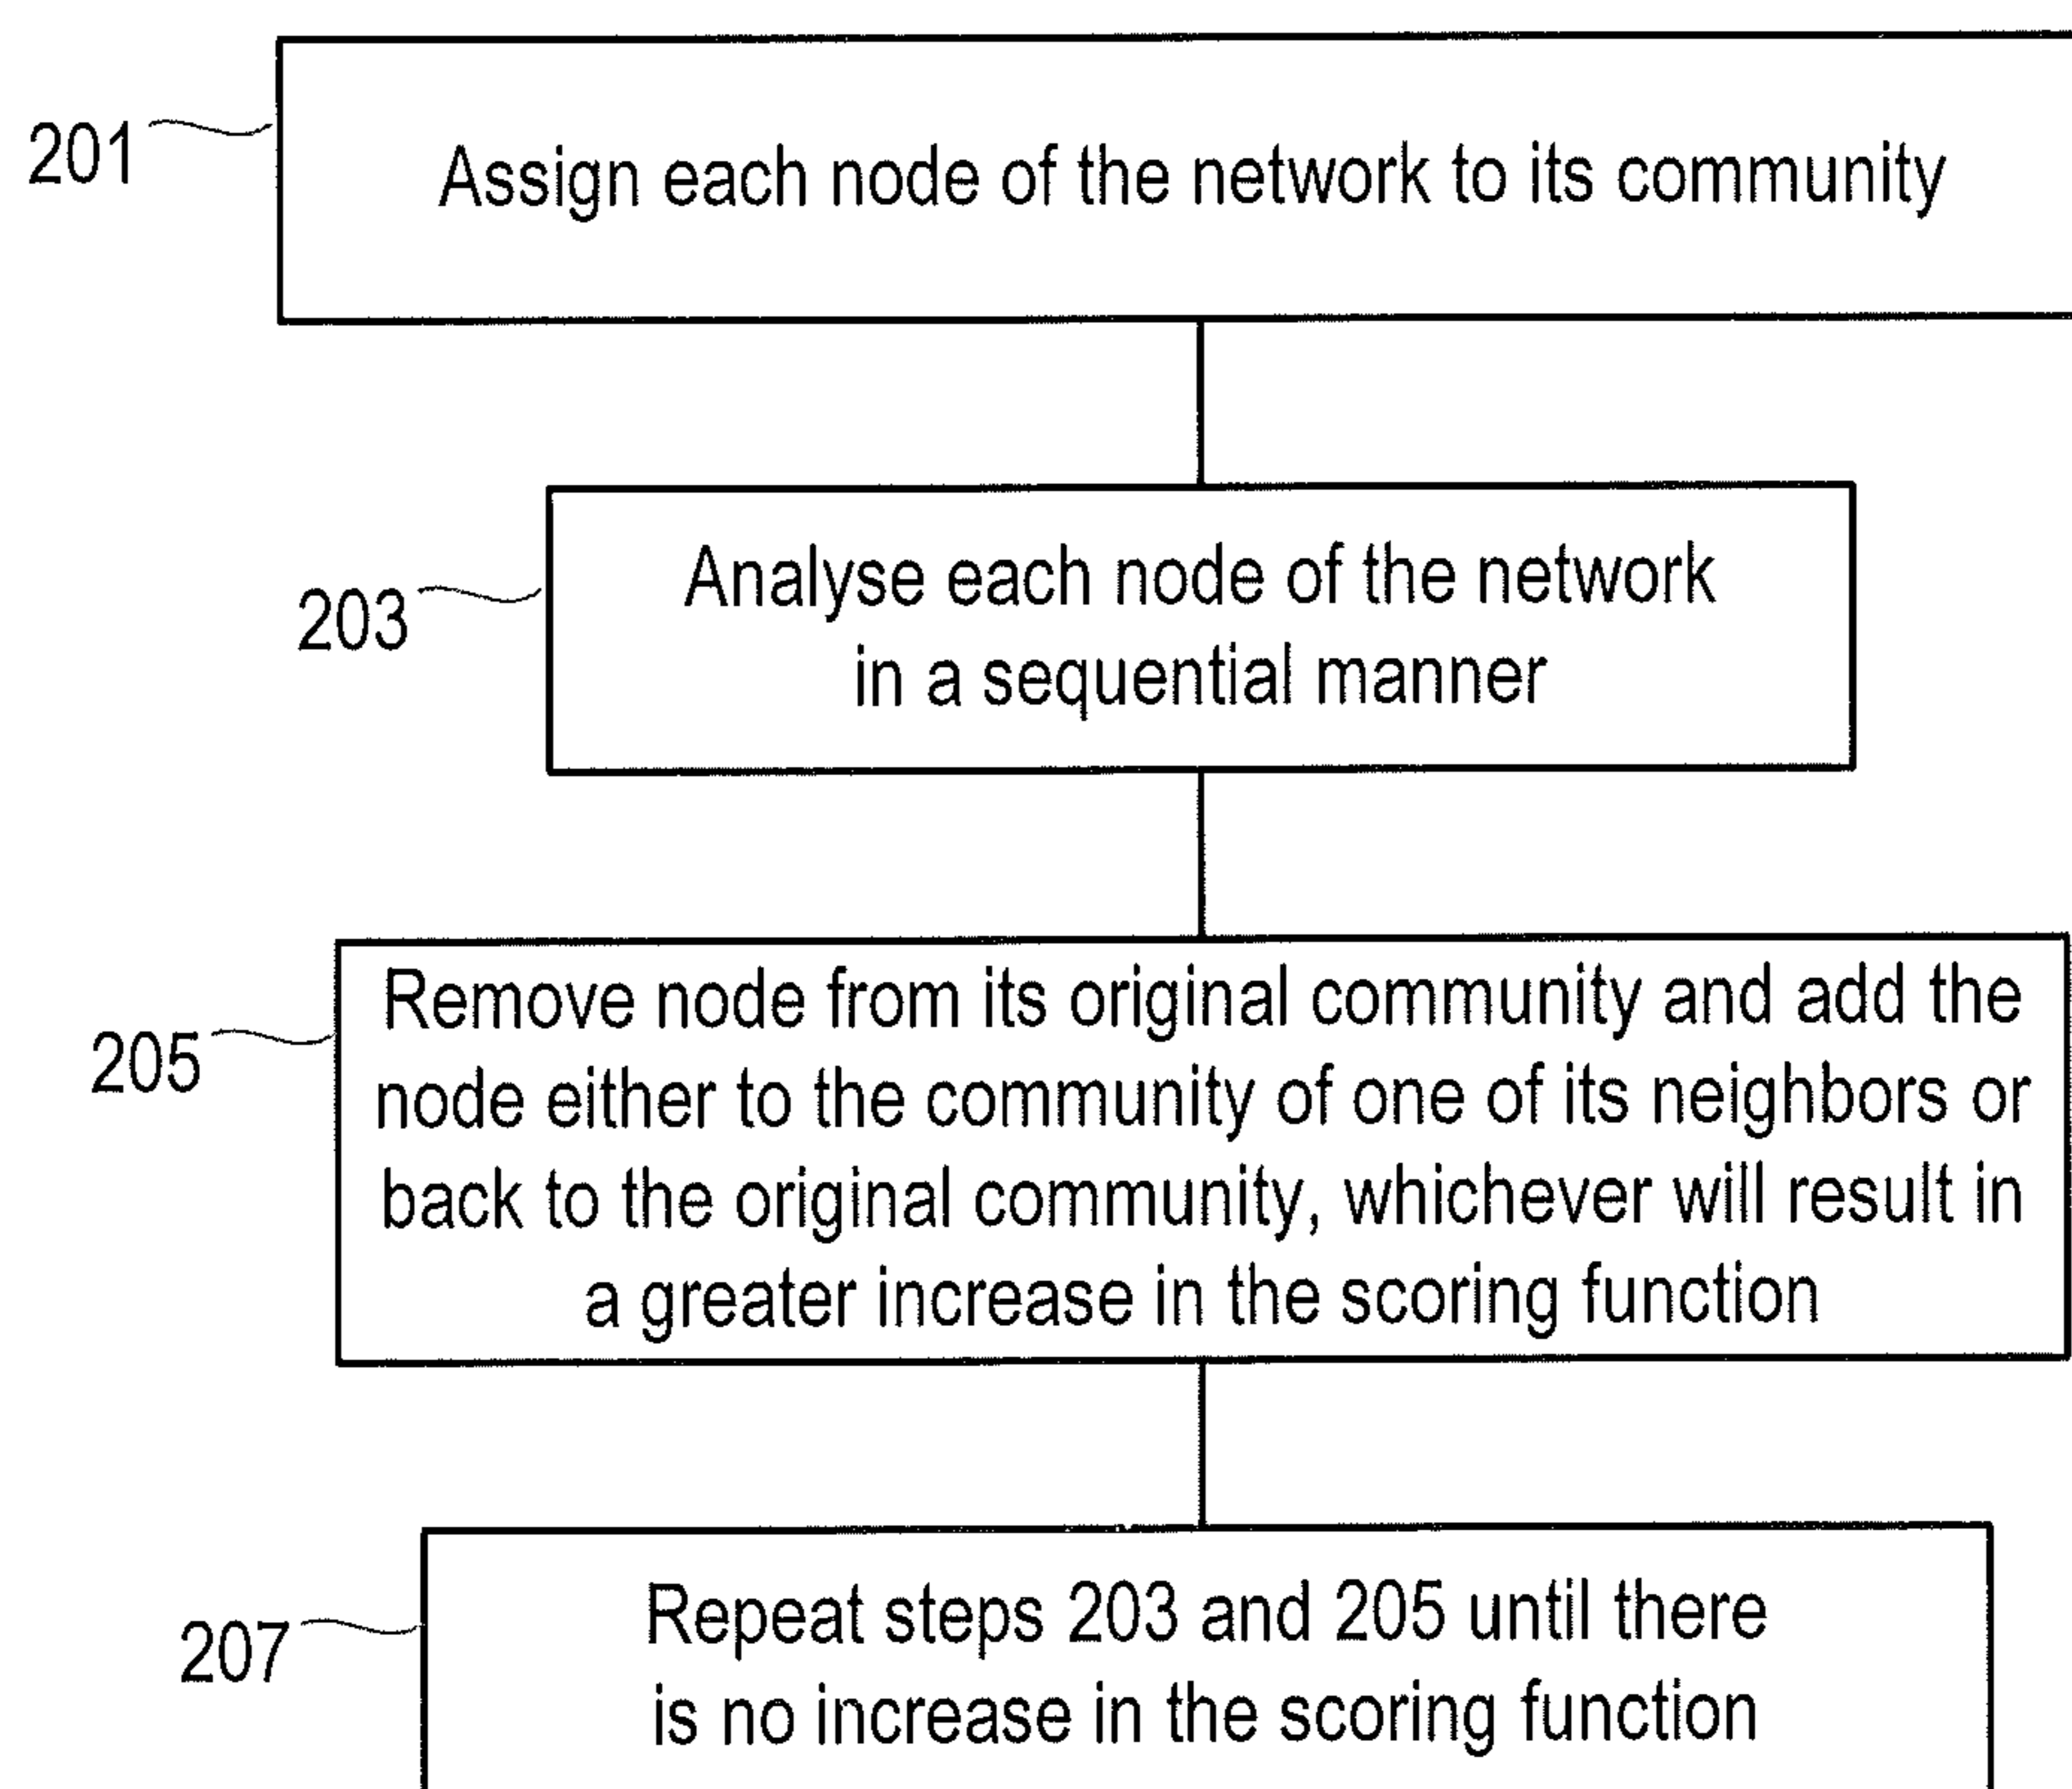 201
Assign each node of the network to its community
203
Analyse each node of the network
in a sequential manner
205
Remove node from its original community and add the
node either to the community of one of its neighbors or
back to the original community, whichever will result in
a greater increase in the scoring function
207
Repeat steps 203 and 205 until there
is no increase in the scoring function